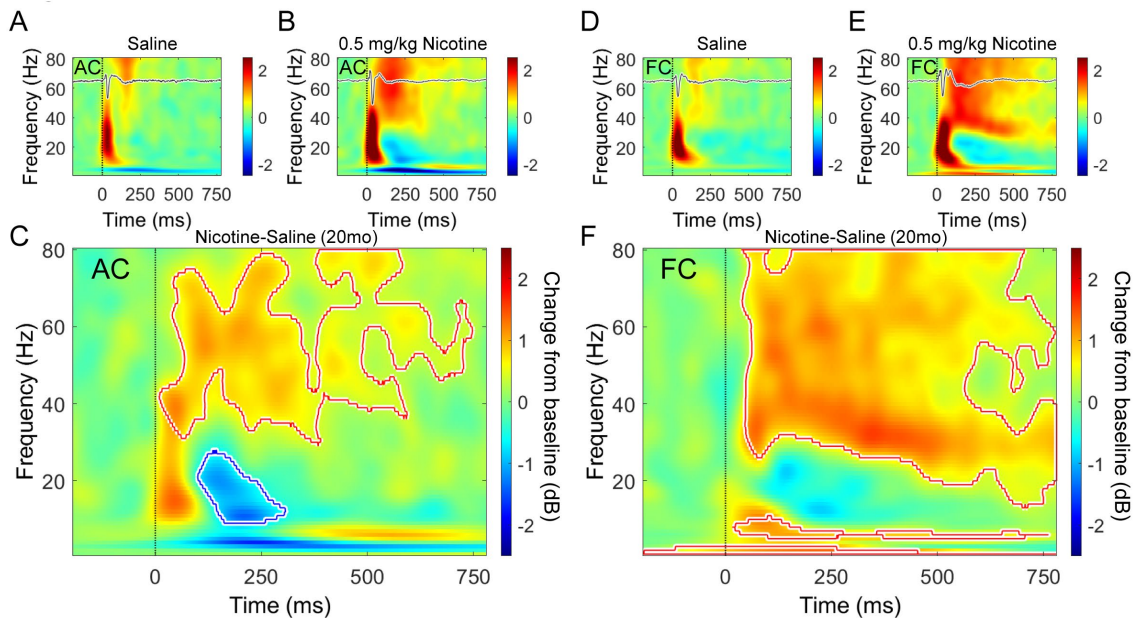 A
B
D
E
Saline
0.5 mg/kg Nicotine
Saline
0.5 mg/kg Nicotine
AC
AC
FC
FC
Frequency (Hz)
80
60
40
20
2
0
-2
80
60
40
20
2
0
-2
Frequency (Hz)
80
60
40
20
2
0
-2
80
60
40
20
2
0
-2
0 250 500 750
0 250 500 750
0 250 500 750
0 250 500 750
Time (ms)
Time (ms)
Time (ms)
Time (ms)
C
Nicotine-Saline (20mo)
AC
Frequency (Hz)
80
60
40
20
0 250 500 750
Time (ms)
2
1
0
-1
-2
Change from baseline (dB)
F
Nicotine-Saline (20mo)
FC
Frequency (Hz)
80
60
40
20
0 250 500 750
Time (ms)
2
1
0
-1
-2
Change from baseline (dB)